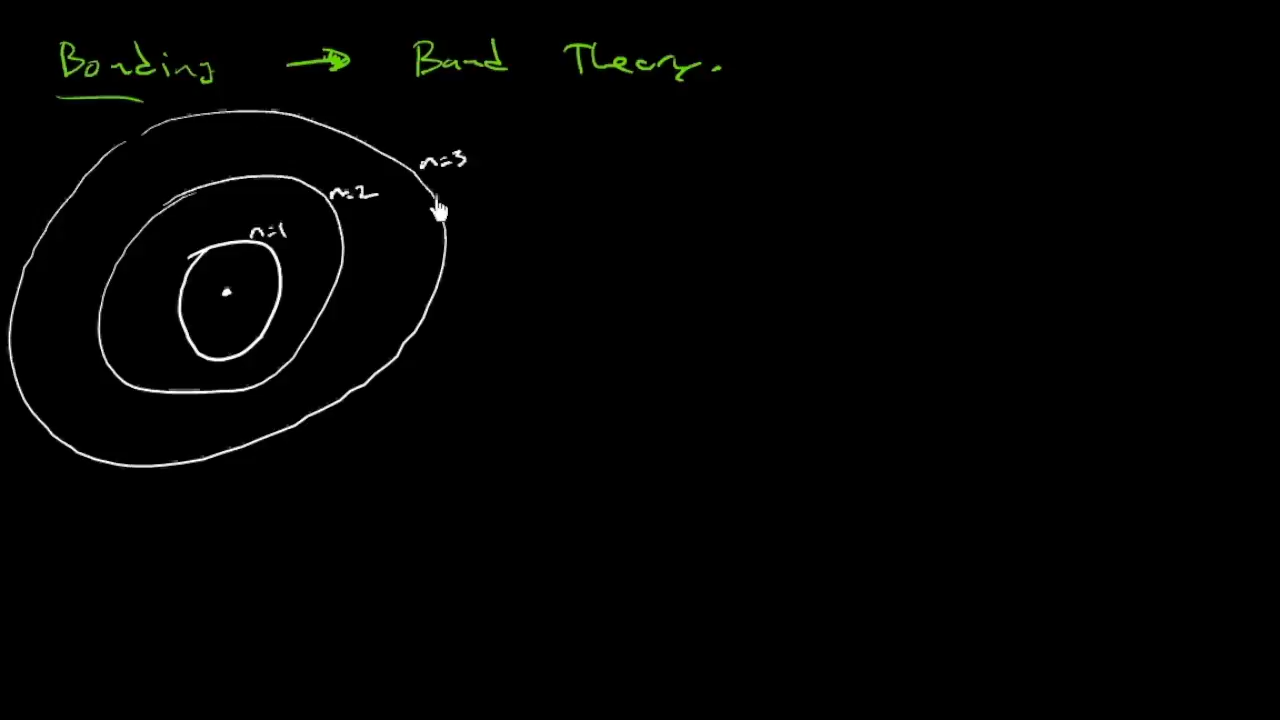 Bonding → Band Theory.
n=3
n=2
n=1